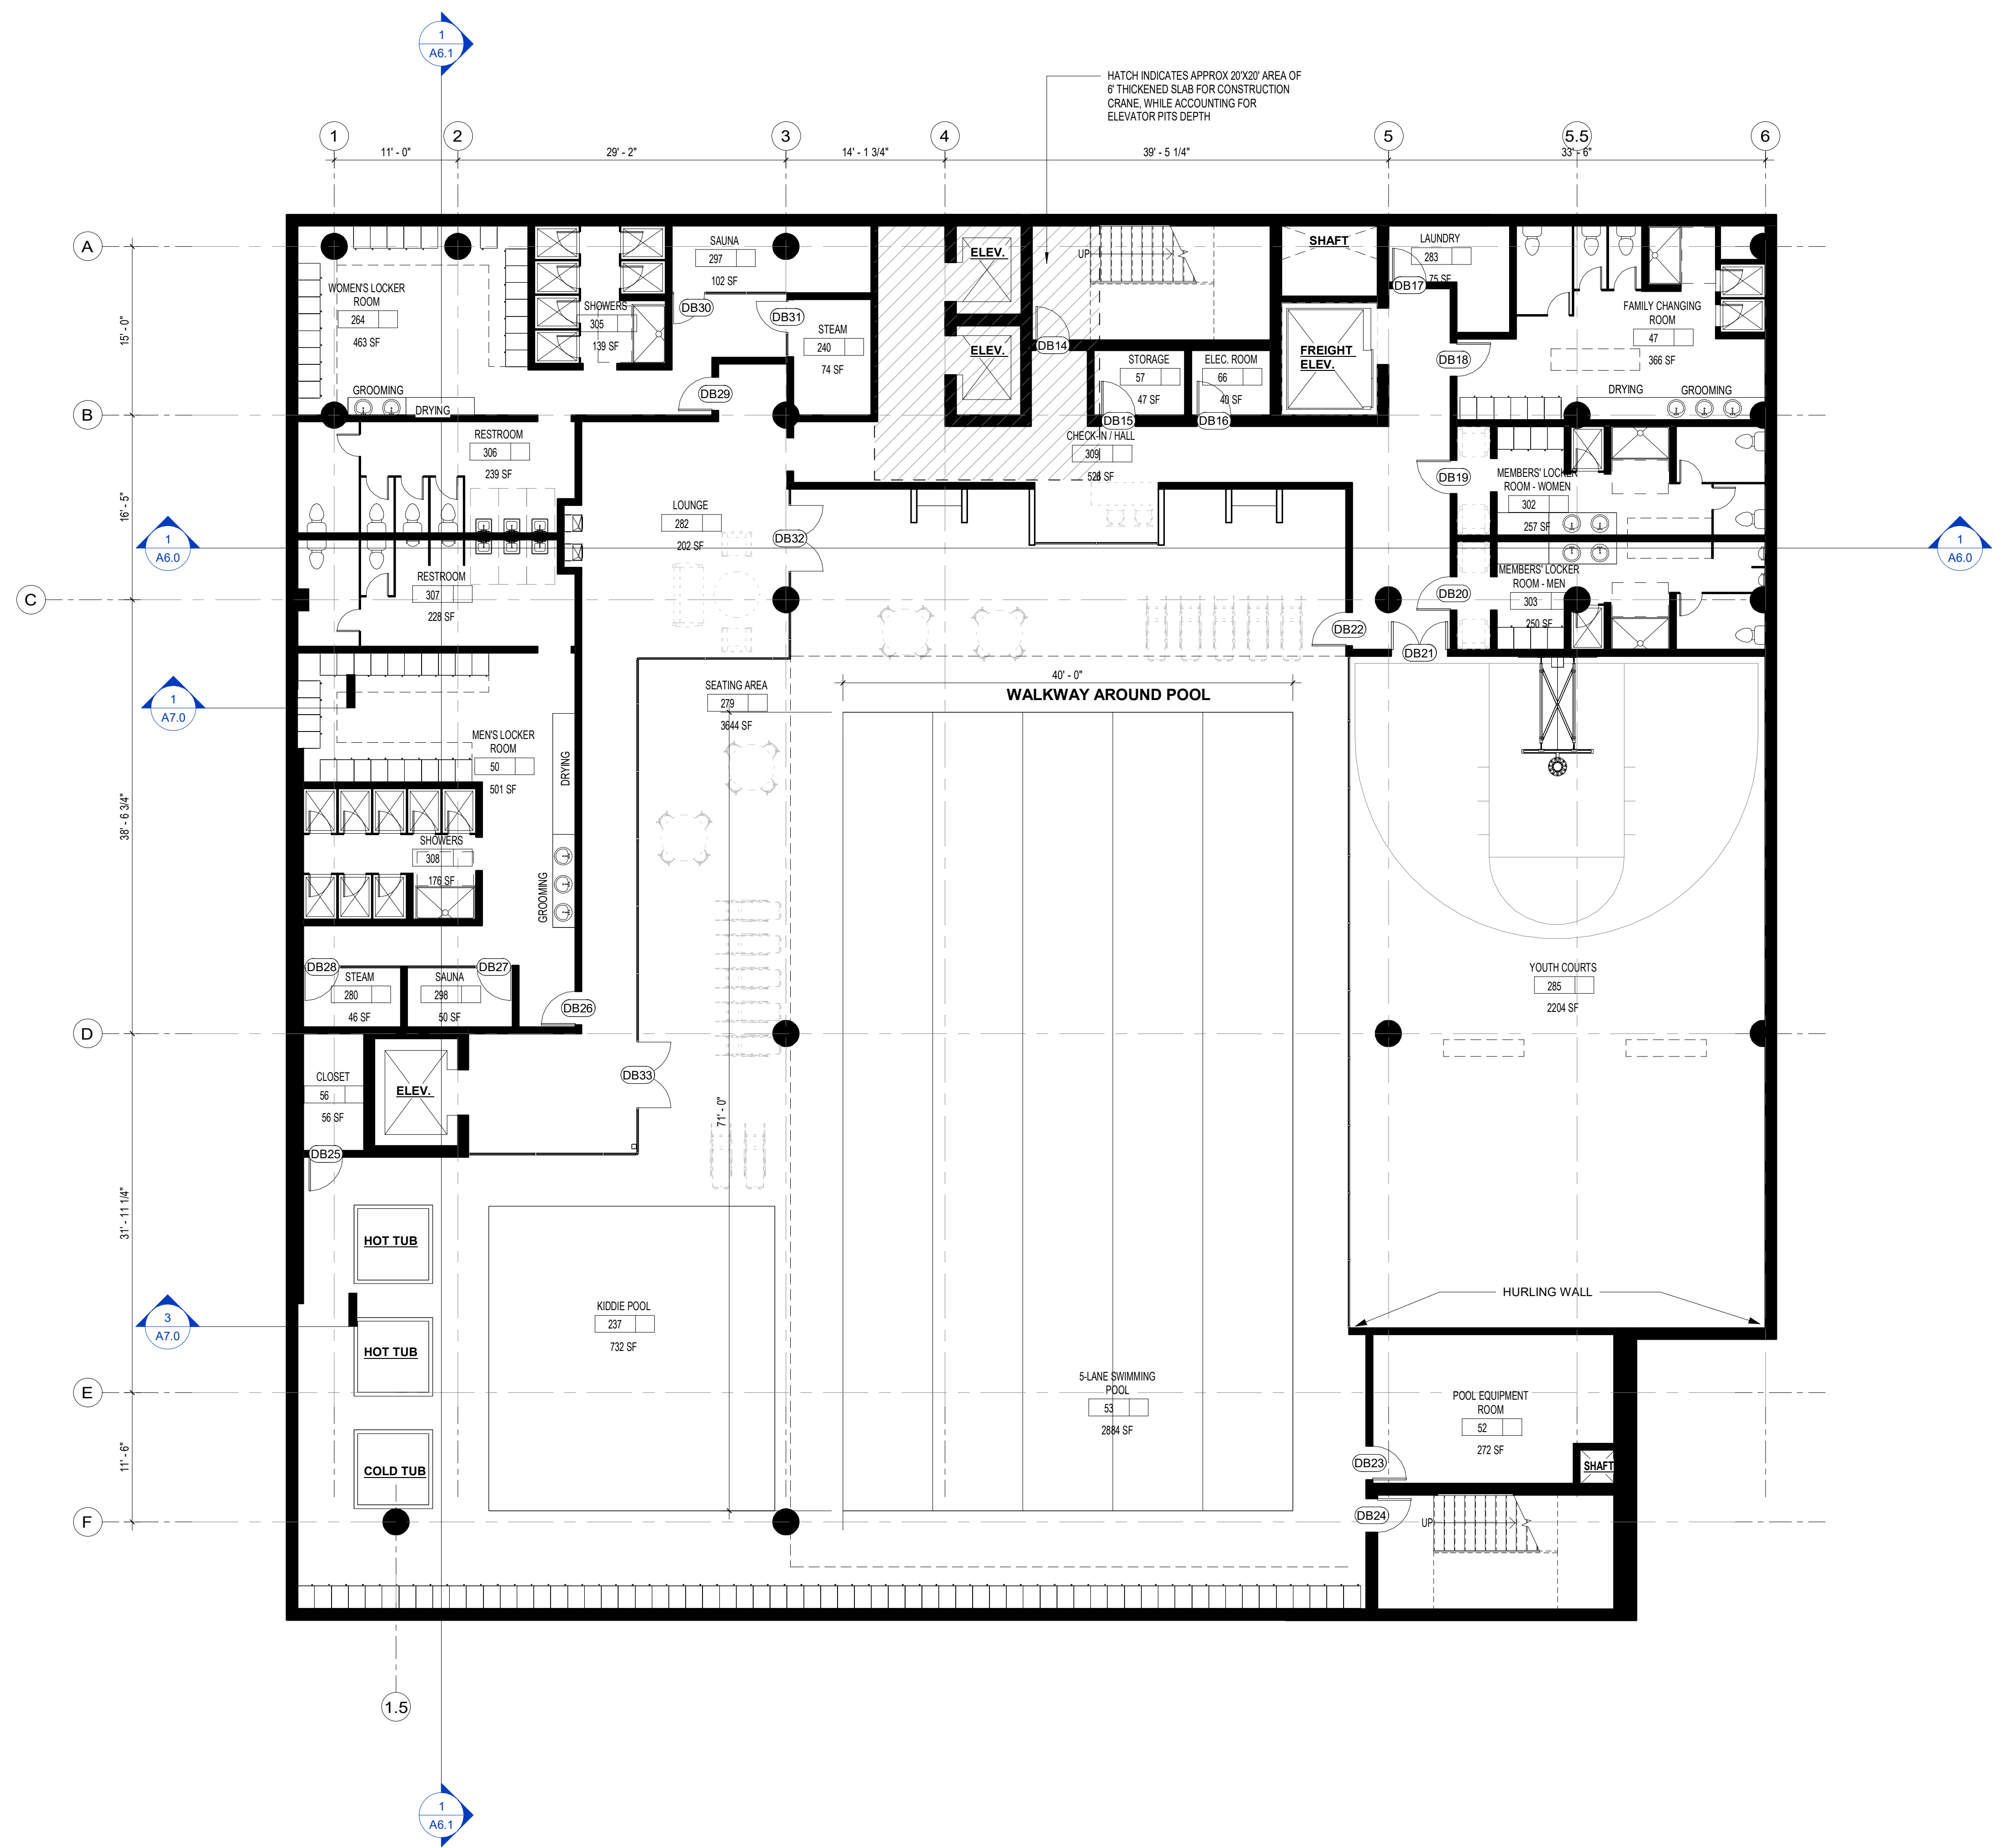 1
A6.1
HATCH INDICATES APPROX 20'X20' AREA OF
6' THICKENED SLAB FOR CONSTRUCTION
CRANE, WHILE ACCOUNTING FOR
ELEVATOR PITS DEPTH
1
2
3
4
5
5.5
6
11' - 0"
29' - 2"
14' - 1 3/4"
39' - 5 1/4"
33' - 6"
A
B
C
D
E
F
15' - 0"
16' - 5"
38' - 6 3/4"
31' - 11 1/4"
11' - 6"
WOMEN'S LOCKER
ROOM
264
463 SF
GROOMING
DRYING
SHOWERS
305
139 SF
SAUNA
297
102 SF
DB30
DB31
STEAM
240
74 SF
DB29
ELEV.
ELEV.
UP
DB14
STORAGE
57
47 SF
DB15
ELEC. ROOM
66
40 SF
DB16
SHAFT
FREIGHT
ELEV.
LAUNDRY
283
75 SF
DB17
DB18
FAMILY CHANGING
ROOM
47
366 SF
DRYING
GROOMING
CHECK-IN / HALL
309
526 SF
RESTROOM
306
239 SF
RESTROOM
307
228 SF
LOUNGE
282
202 SF
DB32
DB19
MEMBERS' LOCKER
ROOM - WOMEN
302
257 SF
MEMBERS' LOCKER
ROOM - MEN
303
250 SF
DB20
DB21
DB22
1
A6.0
1
A6.0
1
A7.0
SEATING AREA
279
3644 SF
40' - 0"
WALKWAY AROUND POOL
71' - 0"
MEN'S LOCKER
ROOM
50
501 SF
DRYING
GROOMING
SHOWERS
308
176 SF
DB28
STEAM
280
46 SF
DB27
SAUNA
298
50 SF
DB26
CLOSET
56
56 SF
DB25
ELEV.
DB33
YOUTH COURTS
285
2204 SF
HURLING WALL
HOT TUB
HOT TUB
COLD TUB
3
A7.0
KIDDIE POOL
237
732 SF
5-LANE SWIMMING
POOL
53
2884 SF
POOL EQUIPMENT
ROOM
52
272 SF
SHAFT
DB23
DB24
UP
1.5
1
A6.1